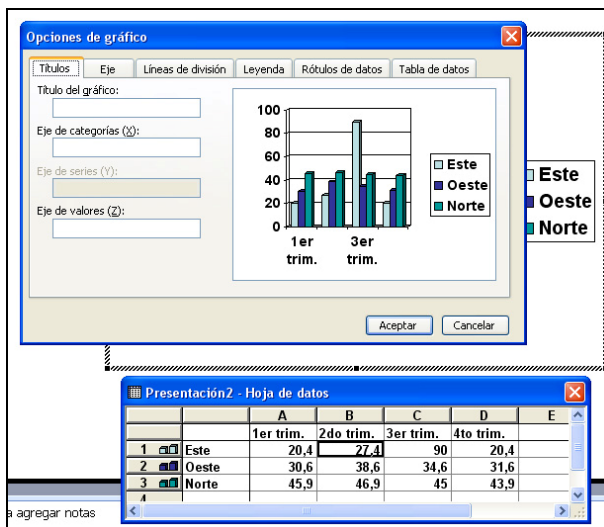 Opciones de gráfico
Títulos Eje Líneas de división Leyenda Rótulos de datos Tabla de datos
Título del gráfico:
Eje de categorías (X):
Eje de series (Y):
Eje de valores (Z):
100
80
60
40
20
0
1er trim. 3er trim.
Este
Oeste
Norte
Este
Oeste
Norte
Aceptar Cancelar
Presentación2 - Hoja de datos
A B C D E
1er trim. 2do trim. 3er trim. 4to trim.
1 Este 20,4 27,4 90 20,4
2 Oeste 30,6 38,6 34,6 31,6
3 Norte 45,9 46,9 45 43,9
4
a agregar notas